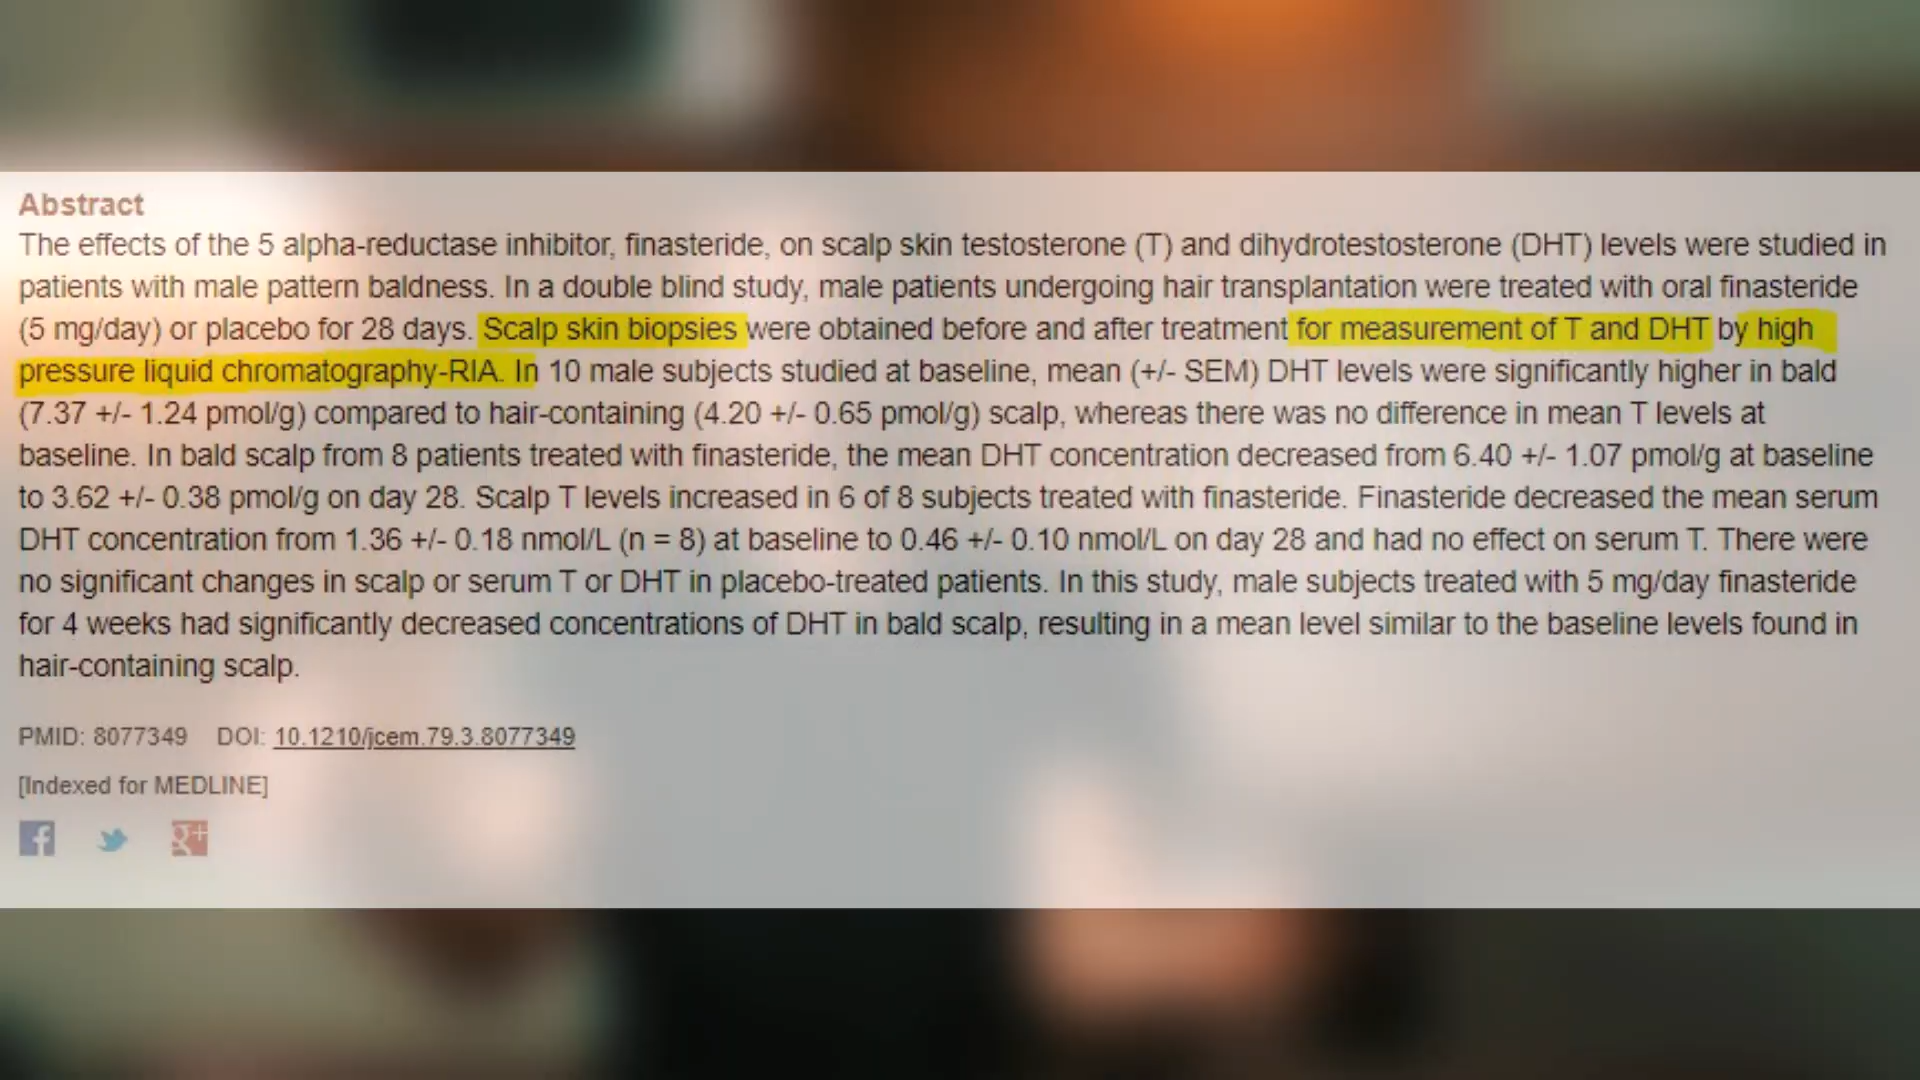 Abstract
The effects of the 5 alpha-reductase inhibitor, finasteride, on scalp skin testosterone (T) and dihydrotestosterone (DHT) levels were studied in
patients with male pattern baldness. In a double blind study, male patients undergoing hair transplantation were treated with oral finasteride
(5 mg/day) or placebo for 28 days. Scalp skin biopsies were obtained before and after treatment for measurement of T and DHT by high
pressure liquid chromatography-RIA. In 10 male subjects studied at baseline, mean (+/- SEM) DHT levels were significantly higher in bald
(7.37 +/- 1.24 pmol/g) compared to hair-containing (4.20 +/- 0.65 pmol/g) scalp, whereas there was no difference in mean T levels at
baseline. In bald scalp from 8 patients treated with finasteride, the mean DHT concentration decreased from 6.40 +/- 1.07 pmol/g at baseline
to 3.62 +/- 0.38 pmol/g on day 28. Scalp T levels increased in 6 of 8 subjects treated with finasteride. Finasteride decreased the mean serum
DHT concentration from 1.36 +/- 0.18 nmol/L (n = 8) at baseline to 0.46 +/- 0.10 nmol/L on day 28 and had no effect on serum T. There were
no significant changes in scalp or serum T or DHT in placebo-treated patients. In this study, male subjects treated with 5 mg/day finasteride
for 4 weeks had significantly decreased concentrations of DHT in bald scalp, resulting in a mean level similar to the baseline levels found in
hair-containing scalp.
PMID: 8077349 DOI: 10.1210/jcem.79.3.8077349
[Indexed for MEDLINE]
f g+